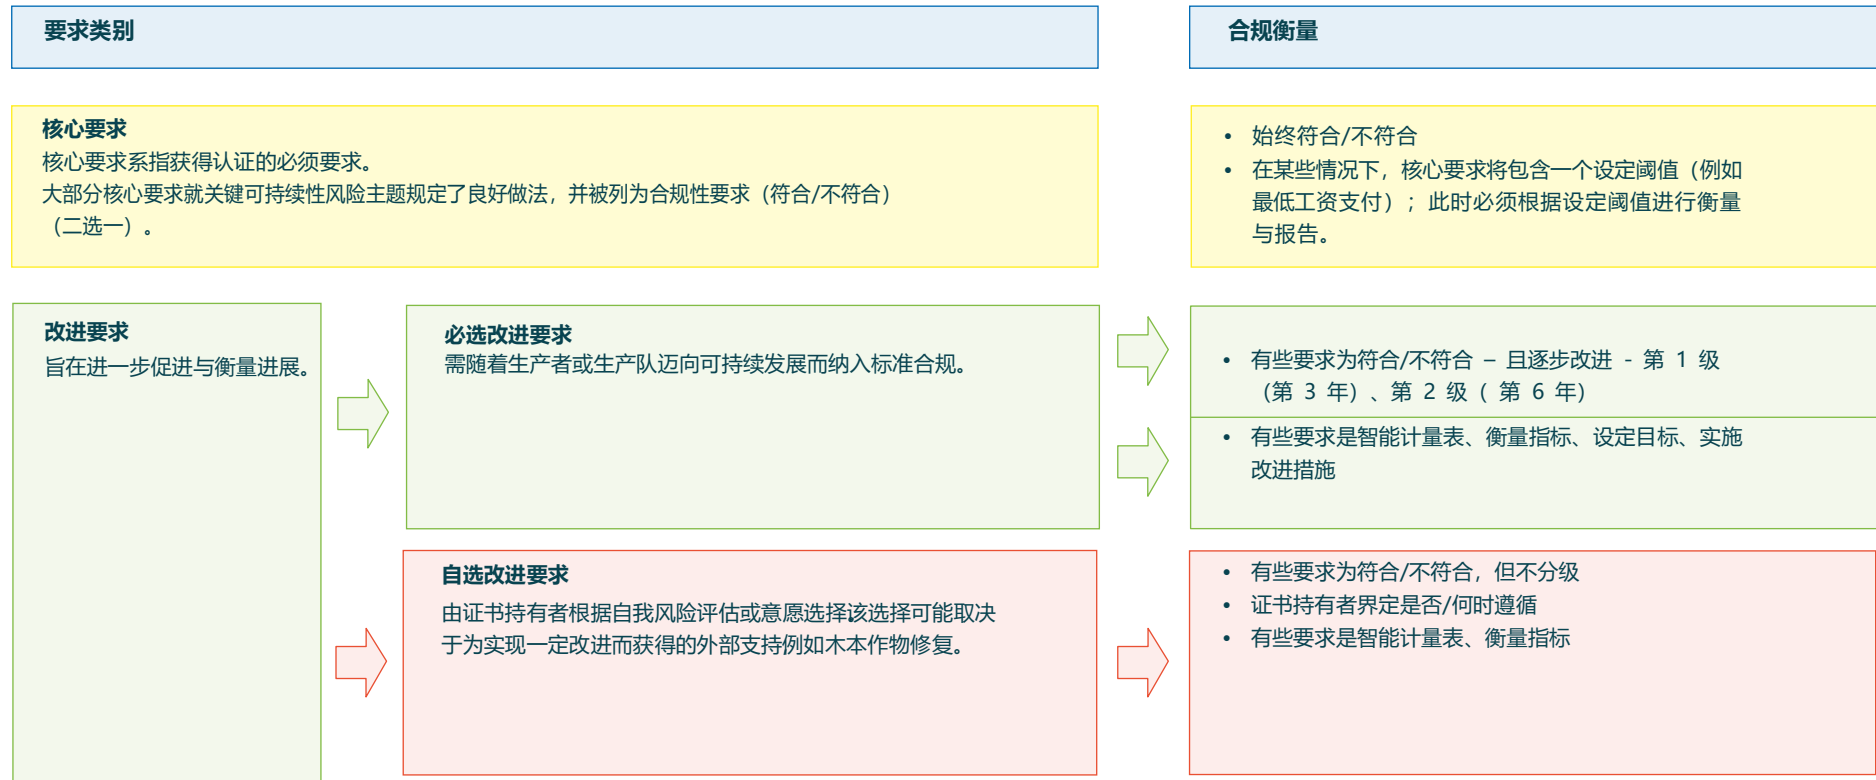 要求类别
合规衡量
核心要求
核心要求系指获得认证的必须要求。
大部分核心要求就关键可持续性风险主题规定了良好做法，并被列为合规性要求（符合/不符合）
（二选一）。
• 始终符合/不符合
• 在某些情况下，核心要求将包含一个设定阈值（例如
最低工资支付）；此时必须根据设定阈值进行衡量
与报告。
改进要求
旨在进一步促进与衡量进展。
必选改进要求
需随着生产者或生产队迈向可持续发展而纳入标准合规。
• 有些要求为符合/不符合 – 且逐步改进 - 第 1 级
（第 3 年）、第 2 级（ 第 6 年）
• 有些要求是智能计量表、衡量指标、设定目标、实施
改进措施
自选改进要求
由证书持有者根据自我风险评估或意愿选择该选择可能取决
于为实现一定改进而获得的外部支持例如木本作物修复。
• 有些要求为符合/不符合，但不分级
• 证书持有者界定是否/何时遵循
• 有些要求是智能计量表、衡量指标